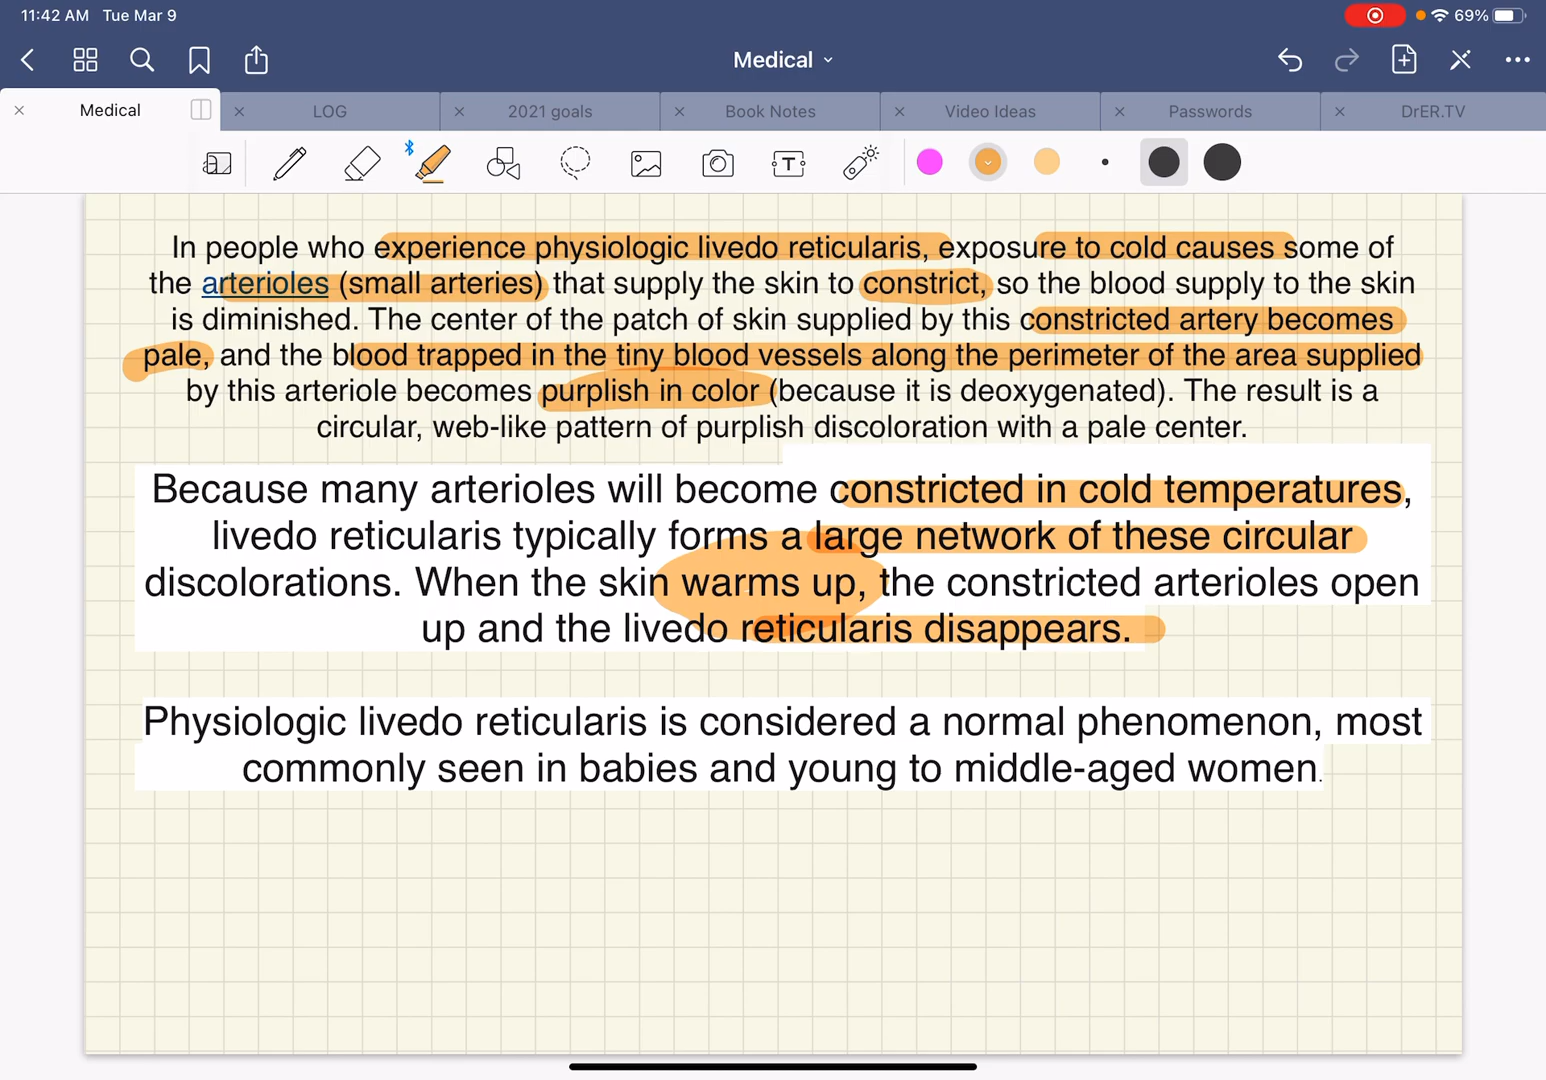 11:42 AM Tue Mar 9
69%
Medical
Medical
LOG
2021 goals
Book Notes
Video Ideas
Passwords
DrER.TV
In people who experience physiologic livedo reticularis, exposure to cold causes some of
the arterioles (small arteries) that supply the skin to constrict, so the blood supply to the skin
is diminished. The center of the patch of skin supplied by this constricted artery becomes
pale, and the blood trapped in the tiny blood vessels along the perimeter of the area supplied
by this arteriole becomes purplish in color (because it is deoxygenated). The result is a
circular, web-like pattern of purplish discoloration with a pale center.
Because many arterioles will become constricted in cold temperatures,
livedo reticularis typically forms a large network of these circular
discolorations. When the skin warms up, the constricted arterioles open
up and the livedo reticularis disappears.
Physiologic livedo reticularis is considered a normal phenomenon, most
commonly seen in babies and young to middle-aged women.